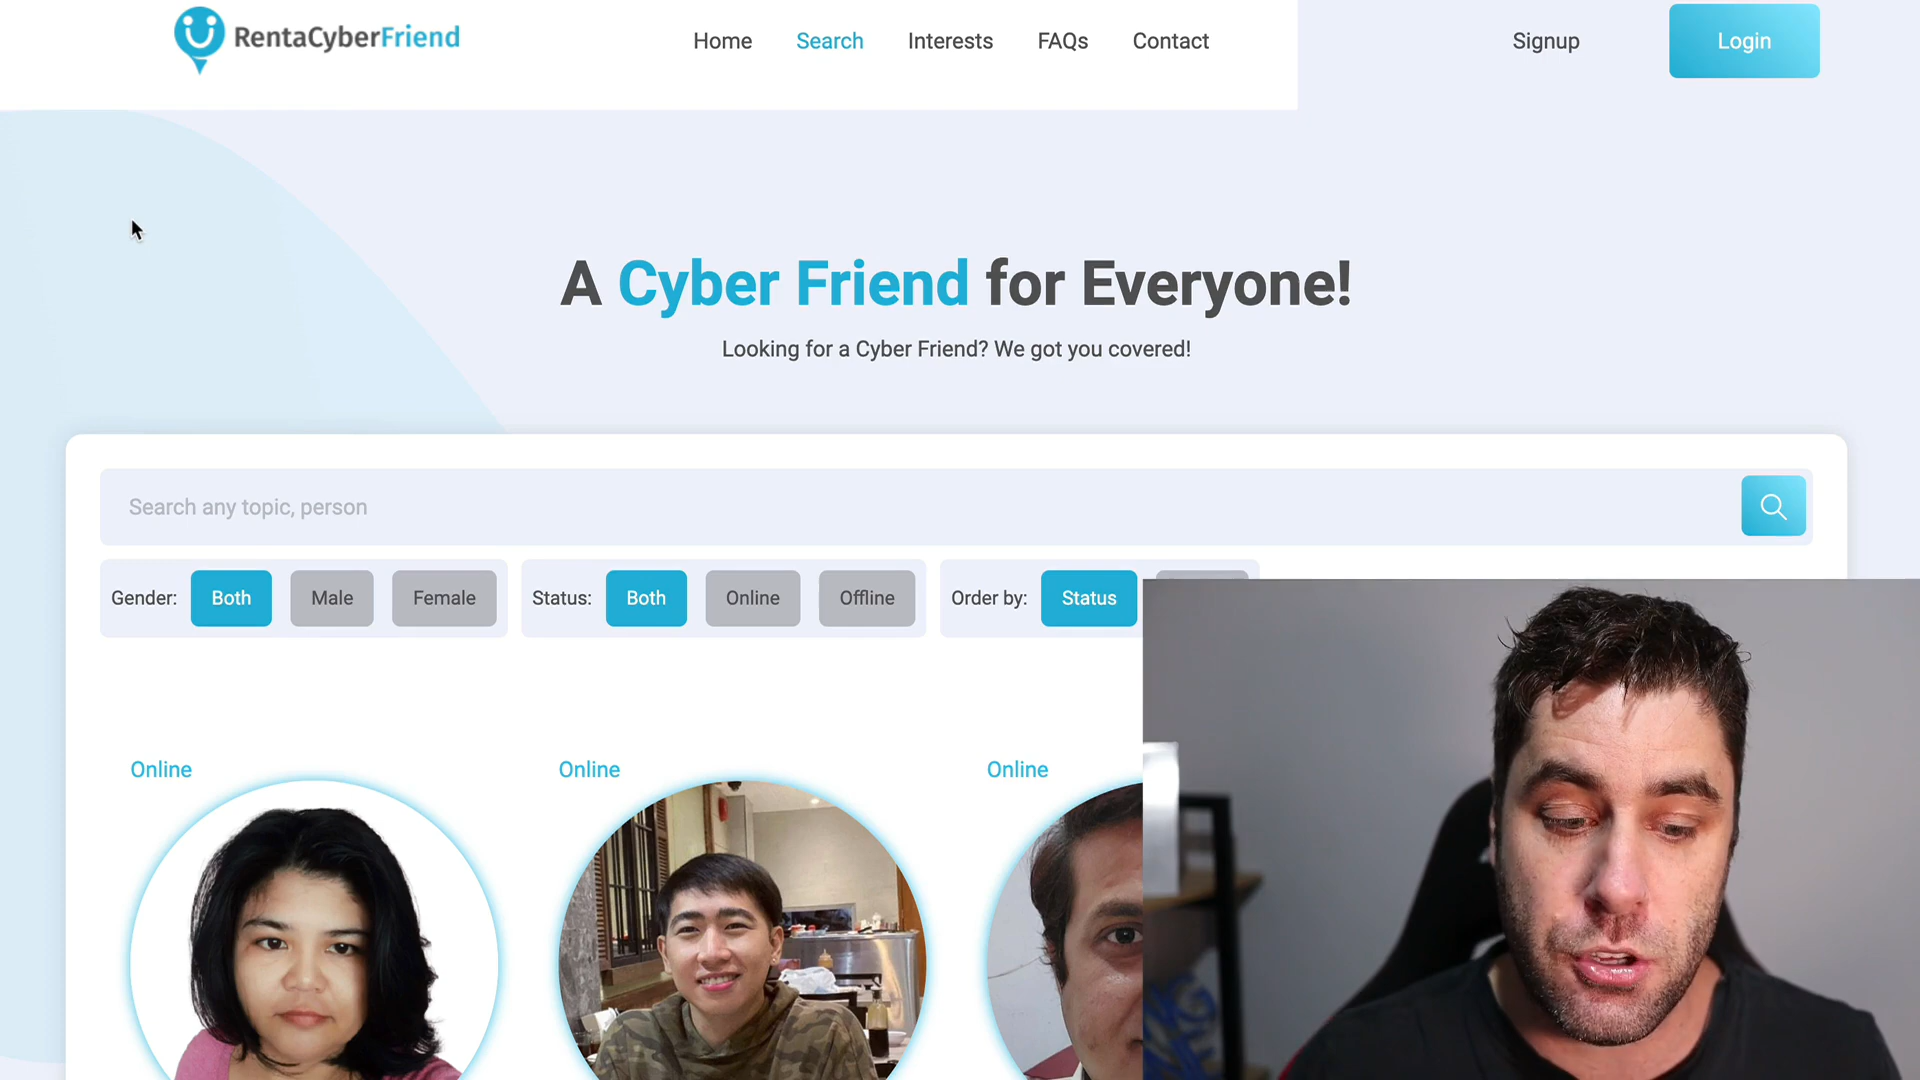 RentaCyberFriend
Home
Search
Interests
FAQs
Contact
Signup
Login
A Cyber Friend for Everyone!
Looking for a Cyber Friend? We got you covered!
Search any topic, person
Gender: Both Male Female
Status: Both Online Offline
Order by: Status
Online
Online
Online